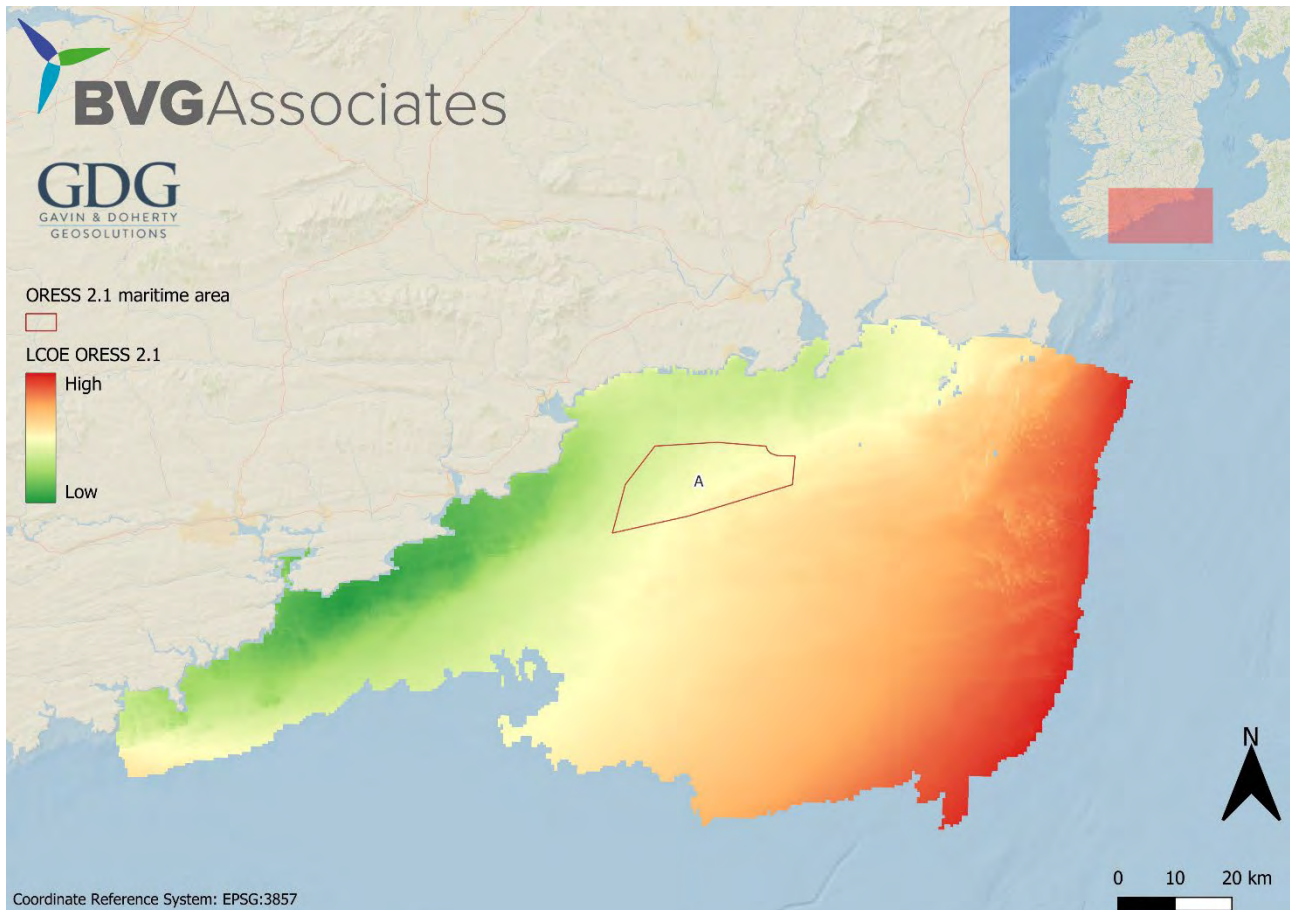 BVGAssociates
GDG
GAVIN & DOHERTY
GEOSOLUTIONS
ORESS 2.1 maritime area
LCOE ORESS 2.1
High
Low
A
N
0 10 20 km
Coordinate Reference System: EPSG:3857